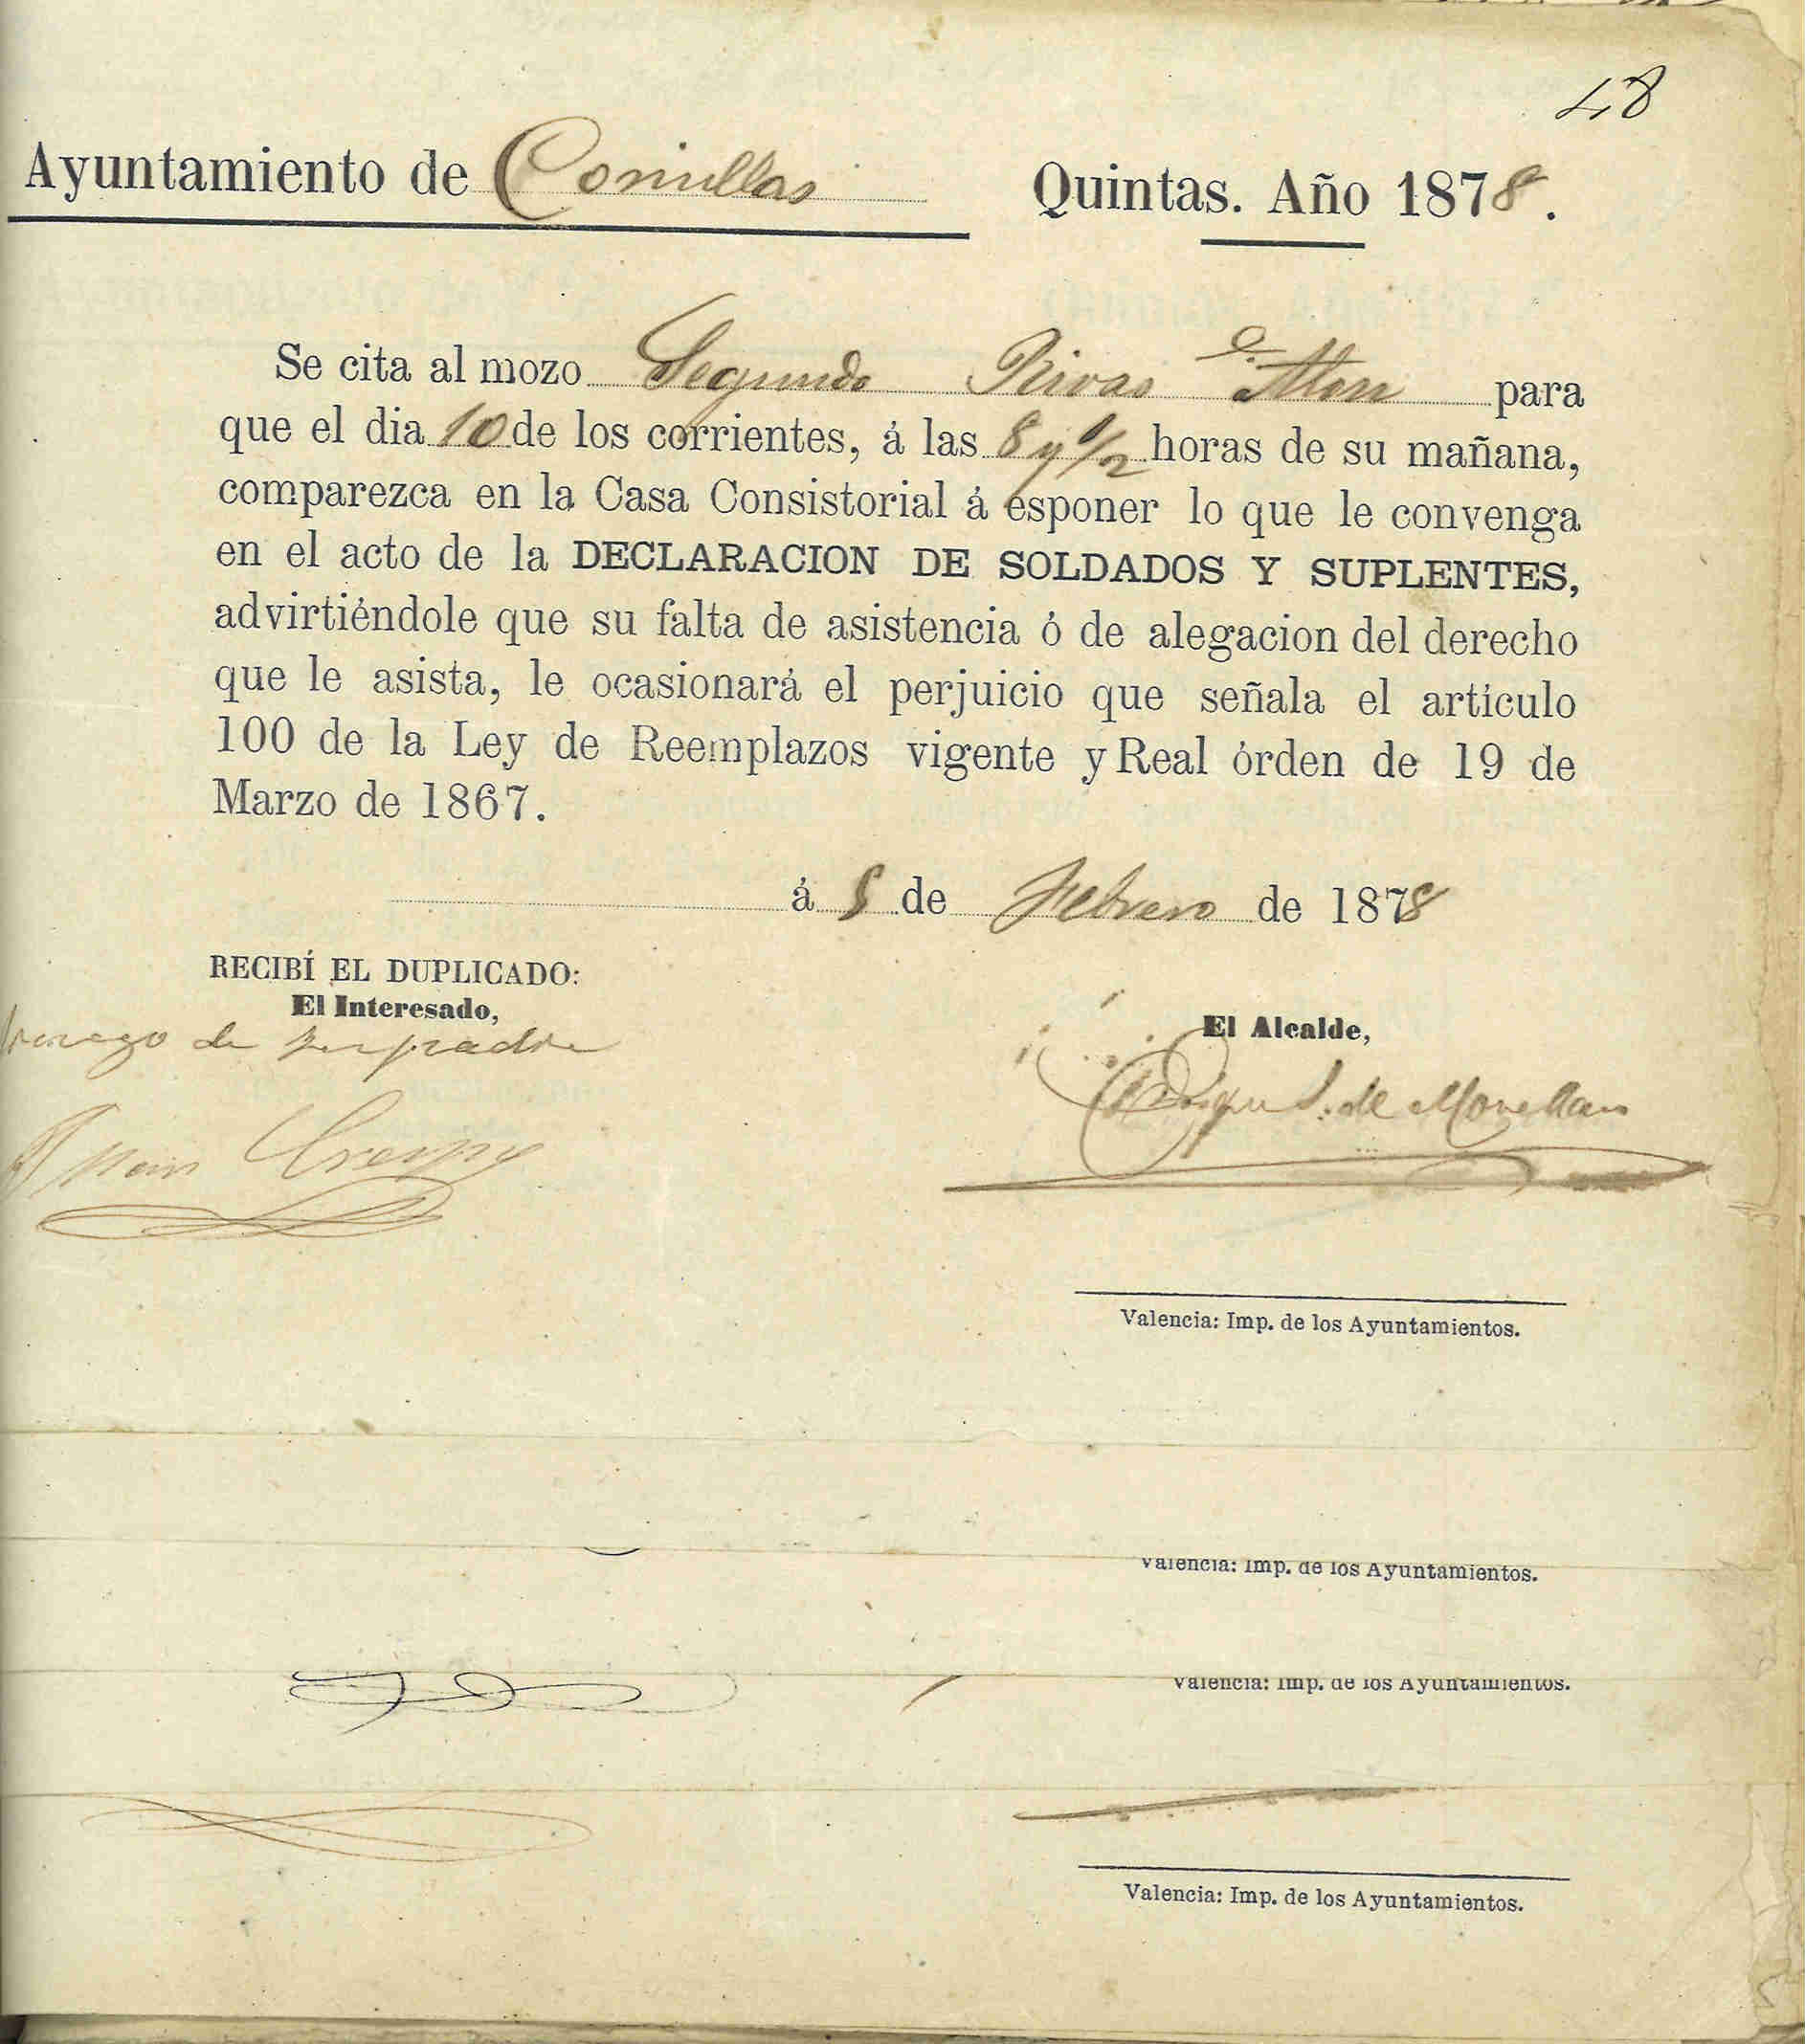 48
Ayuntamiento de Comillas
Quintas. Año 1878.
Se cita al mozo Segundo Rivas para
que el dia 10 de los corrientes, á las 8 y 1/2 horas de su mañana,
comparezca en la Casa Consistorial á esponer lo que le convenga
en el acto de la DECLARACION DE SOLDADOS Y SUPLENTES,
advirtiéndole que su falta de asistencia ó de alegacion del derecho
que le asista, le ocasionará el perjuicio que señala el artículo
100 de la Ley de Reemplazos vigente y Real órden de 19 de
Marzo de 1867.
á de Febrero de 1878
RECIBÍ EL DUPLICADO:
El Interesado,
de su padre
El Alcalde,
de
Valencia: Imp. de los Ayuntamientos.
Valencia: Imp. de los Ayuntamientos.
Valencia: Imp. de los Ayuntamientos.
Valencia: Imp. de los Ayuntamientos.